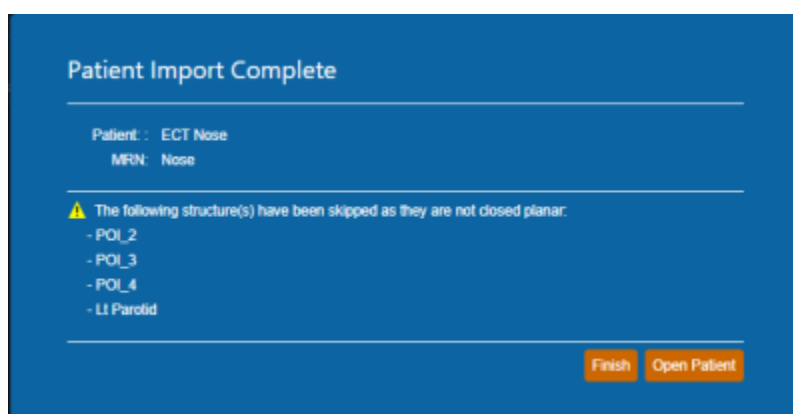 Patient Import Complete
Patient: : ECT Nose
MRN: Nose
The following structure(s) have been skipped as they are not closed planar:
- POI_2
- POI_3
- POI_4
- Lt Parotid
Finish Open Patient